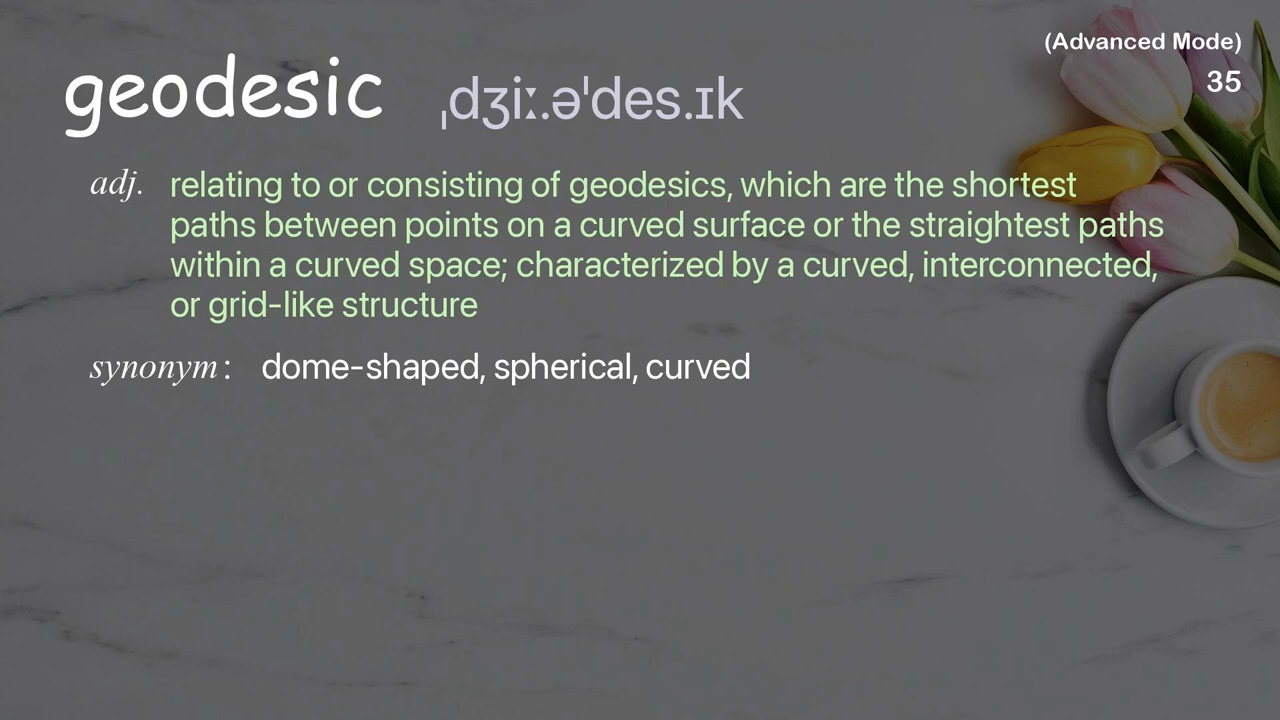 (Advanced Mode)
geodesic ˌdʒiː.əˈdes.ɪk
35
adj. relating to or consisting of geodesics, which are the shortest
paths between points on a curved surface or the straightest paths
within a curved space; characterized by a curved, interconnected,
or grid-like structure
synonym: dome-shaped, spherical, curved